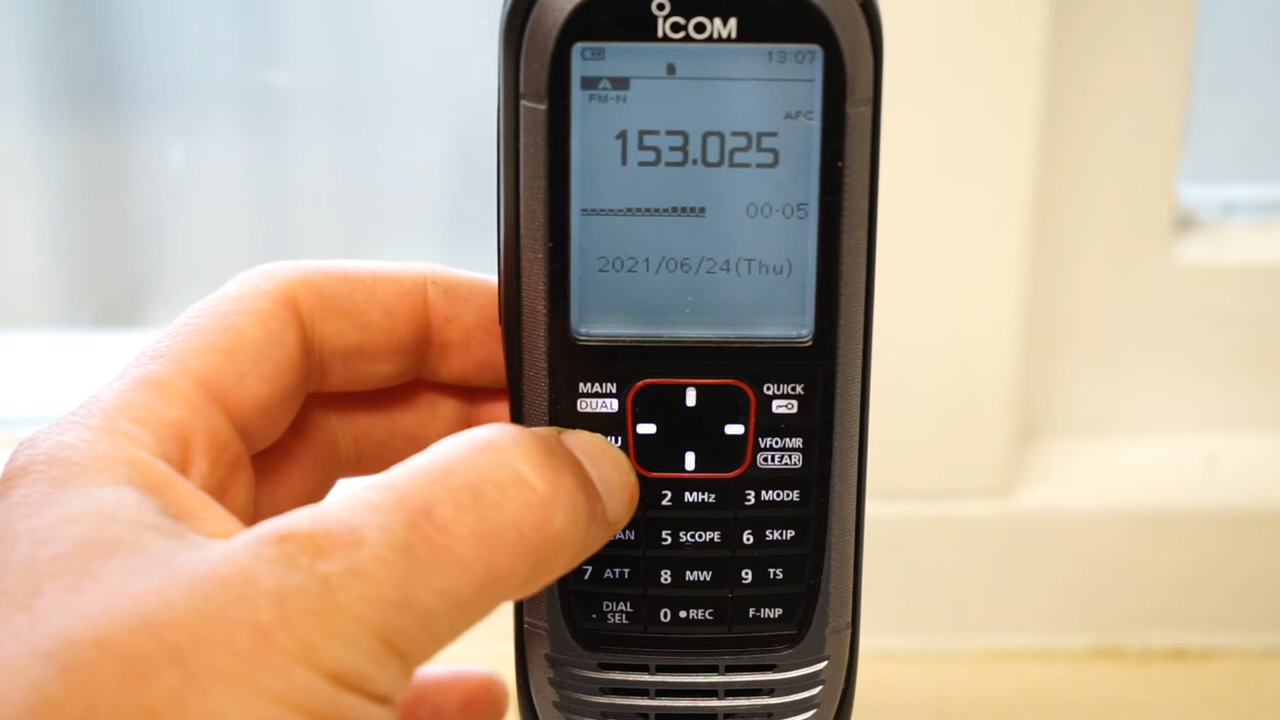 ICOM
13:07
A
FM-N
AFC
153.025
00-05
2021/06/24(Thu)
MAIN
DUAL
QUICK
VFO/MR
CLEAR
2 MHz
3 MODE
5 SCOPE
6 SKIP
7 ATT
8 MW
9 TS
. DIAL SEL
0 ●REC
F-INP